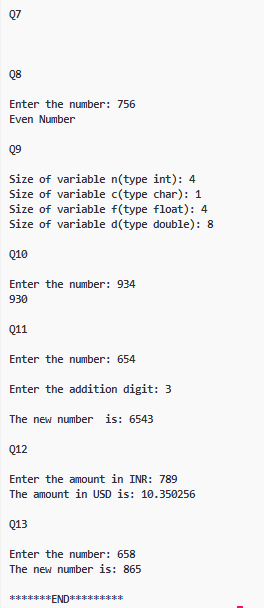 Q7
Q8
Enter the number: 756
Even Number
Q9
Size of variable n(type int): 4
Size of variable c(type char): 1
Size of variable f(type float): 4
Size of variable d(type double): 8
Q10
Enter the number: 934
930
Q11
Enter the number: 654
Enter the addition digit: 3
The new number  is: 6543
Q12
Enter the amount in INR: 789
The amount in USD is: 10.350256
Q13
Enter the number: 658
The new number is: 865
*******END*********